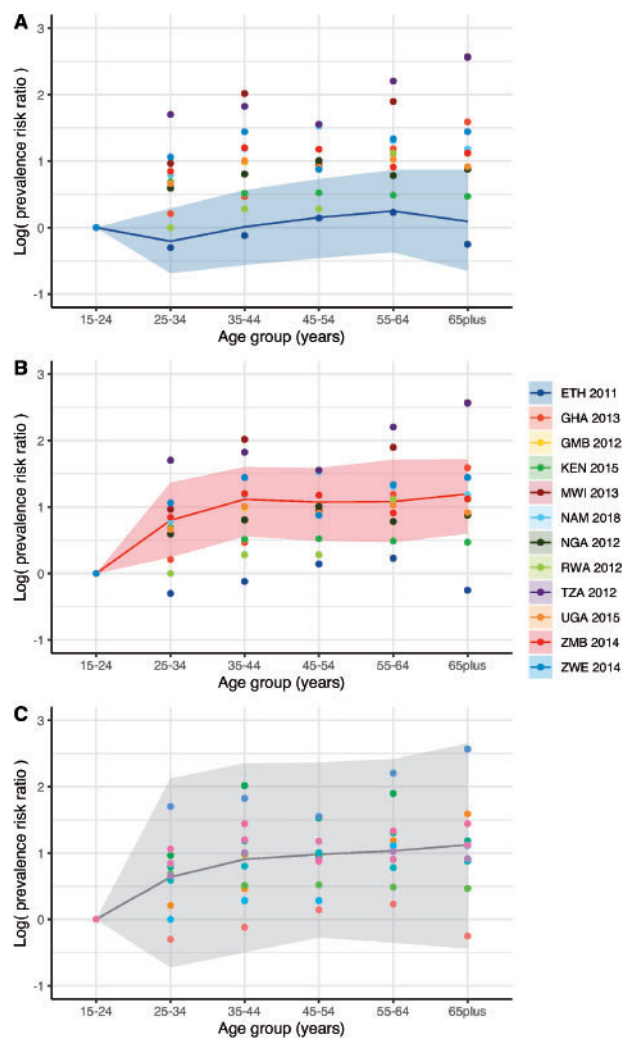 A
Log( prevalence risk ratio )
3
2
1
0
-1
15-24 25-34 35-44 45-54 55-64 65plus
Age group (years)
B
Log( prevalence risk ratio )
3
2
1
0
-1
15-24 25-34 35-44 45-54 55-64 65plus
Age group (years)
ETH 2011
GHA 2013
GMB 2012
KEN 2015
MWI 2013
NAM 2018
NGA 2012
RWA 2012
TZA 2012
UGA 2015
ZMB 2014
ZWE 2014
C
Log( prevalence risk ratio )
3
2
1
0
-1
15-24 25-34 35-44 45-54 55-64 65plus
Age group (years)